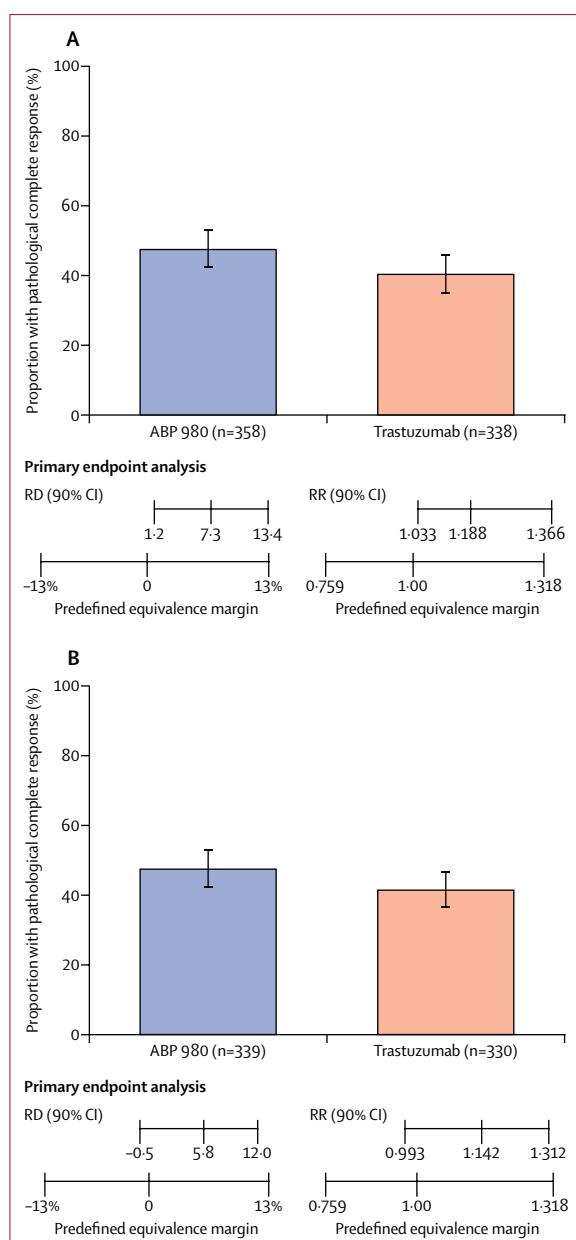 A
Proportion with pathological complete response (%)
100
80
60
40
20
0
ABP 980 (n=358)
Trastuzumab (n=338)
Primary endpoint analysis
RD (90% CI)
1·2 7·3 13·4
–13% 0 13%
Predefined equivalence margin
RR (90% CI)
1·033 1·188 1·366
0·759 1·00 1·318
Predefined equivalence margin
B
Proportion with pathological complete response (%)
100
80
60
40
20
0
ABP 980 (n=339)
Trastuzumab (n=330)
Primary endpoint analysis
RD (90% CI)
–0·5 5·8 12·0
–13% 0 13%
Predefined equivalence margin
RR (90% CI)
0·993 1·142 1·312
0·759 1·00 1·318
Predefined equivalence margin